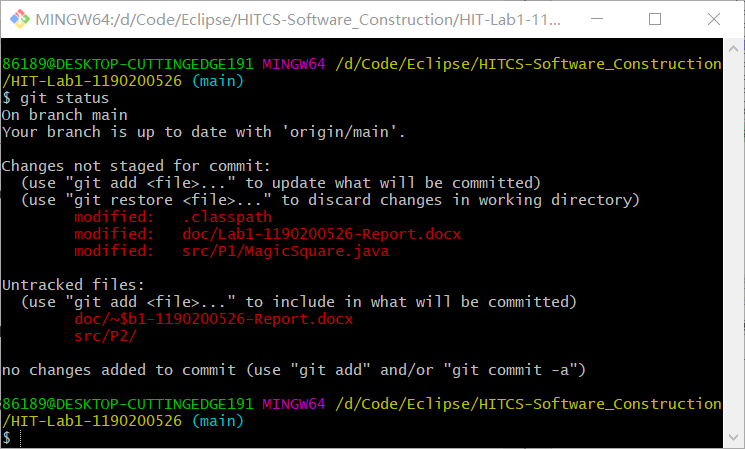 MINGW64:/d/Code/Eclipse/HITCS-Software_Construction/HIT-Lab1-11...
86189@DESKTOP-CUTTINGEDGE191 MINGW64 /d/Code/Eclipse/HITCS-Software_Construction
/HIT-Lab1-1190200526 (main)
$ git status
On branch main
Your branch is up to date with 'origin/main'.
Changes not staged for commit:
(use "git add <file>..." to update what will be committed)
(use "git restore <file>..." to discard changes in working directory)
modified: .classpath
modified: doc/Lab1-1190200526-Report.docx
modified: src/P1/MagicSquare.java
Untracked files:
(use "git add <file>..." to include in what will be committed)
doc/~$b1-1190200526-Report.docx
src/P2/
no changes added to commit (use "git add" and/or "git commit -a")
86189@DESKTOP-CUTTINGEDGE191 MINGW64 /d/Code/Eclipse/HITCS-Software_Construction
/HIT-Lab1-1190200526 (main)
$